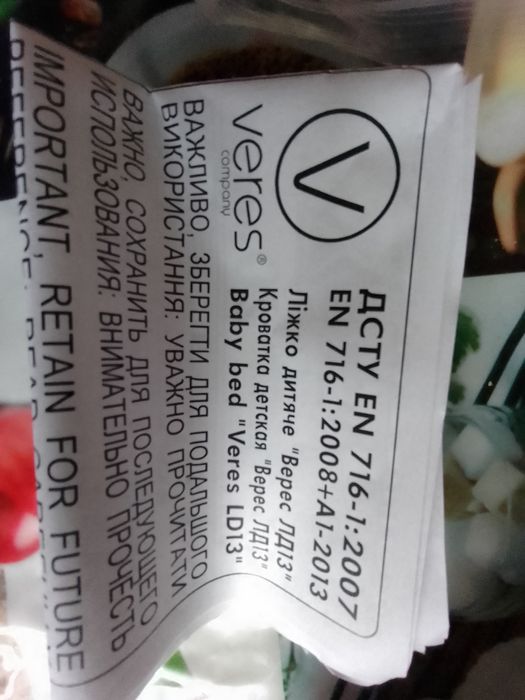 V
veres®
company
ДСТУ EN 716-1:2007
EN 716-1:2008+A1-2013
Ліжко дитяче "Верес ЛД13"
Кроватка детская "Верес ЛД13"
Baby bed "Veres LD13"
ВАЖЛИВО, ЗБЕРЕГТИ ДЛЯ ПОДАЛЬШОГО
ВИКОРИСТАННЯ: УВАЖНО ПРОЧИТАТИ
ВАЖНО, СОХРАНИТЬ ДЛЯ ПОСЛЕДУЮЩЕГО
ИСПОЛЬЗОВАНИЯ: ВНИМАТЕЛЬНО ПРОЧЕСТЬ
IMPORTANT, RETAIN FOR FUTURE